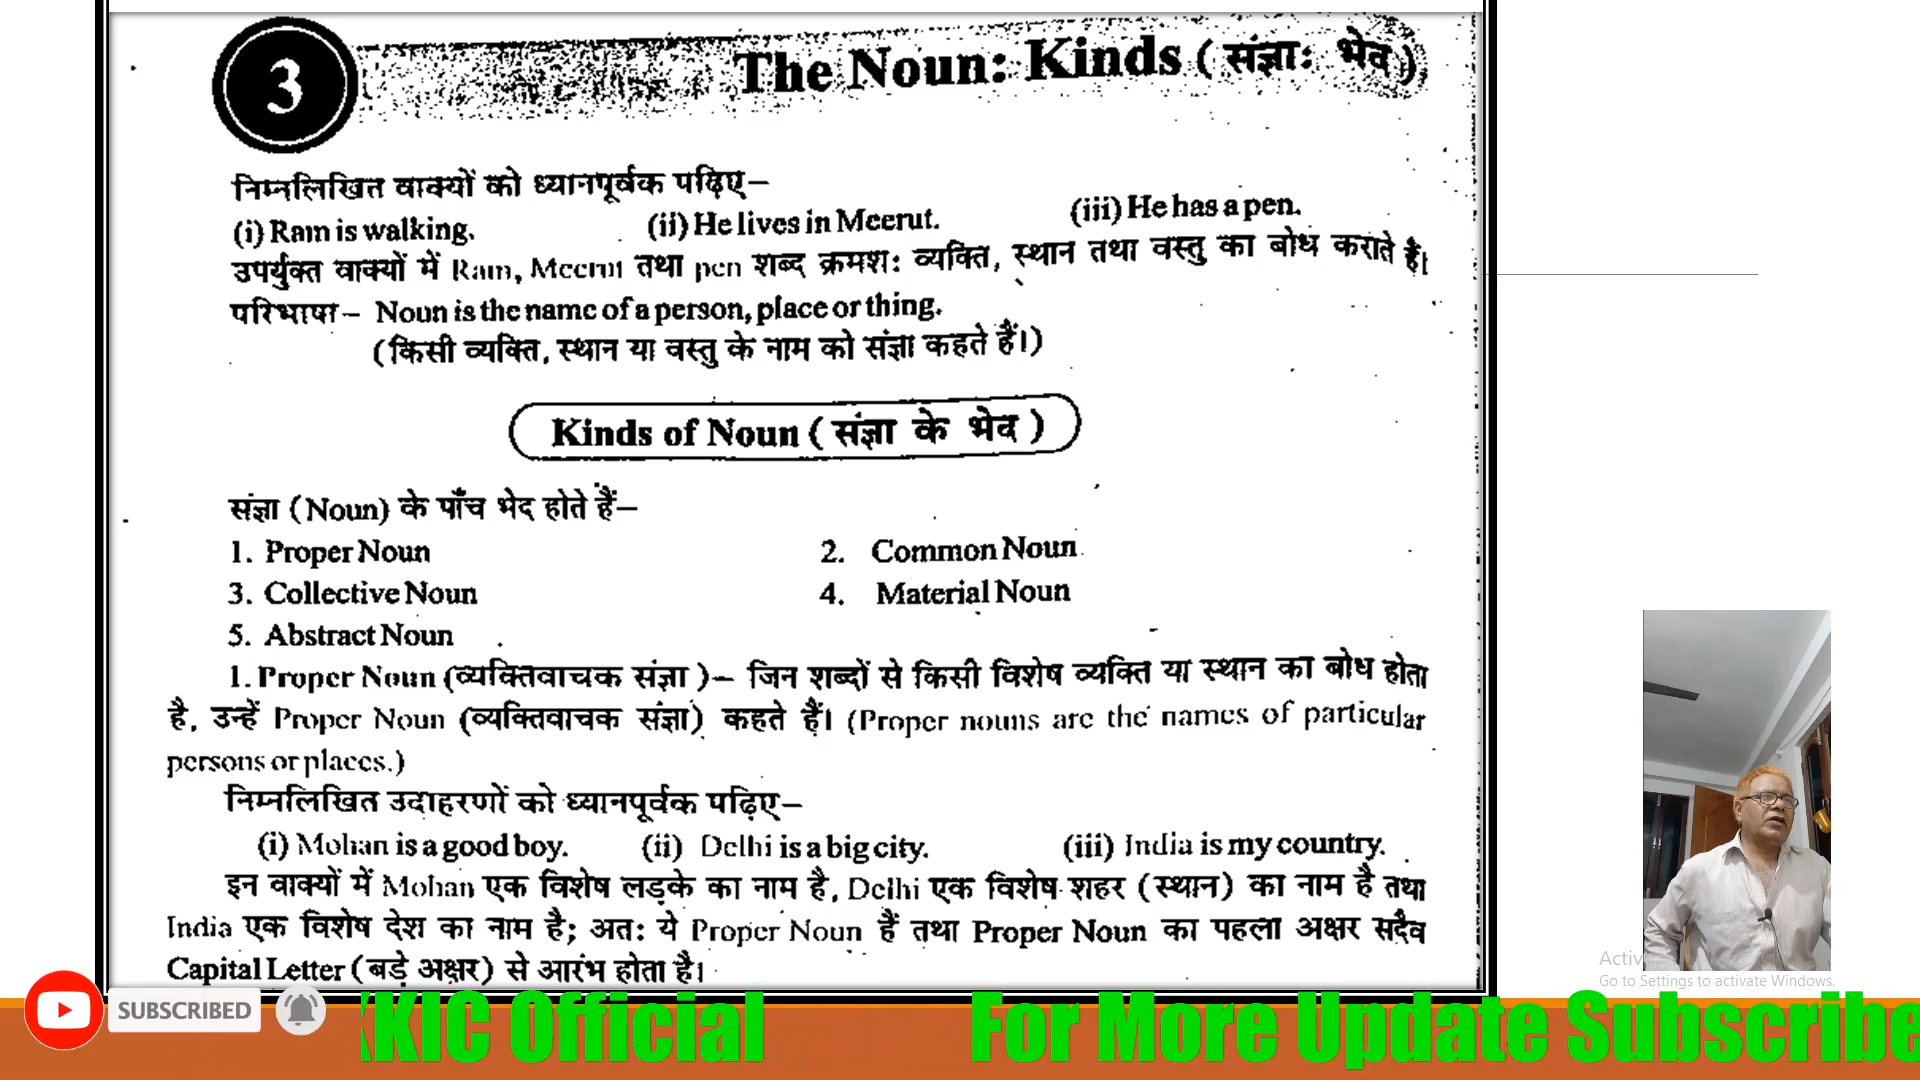 3
The Noun: Kinds (संज्ञा: भेद)
निम्नलिखित वाक्यों को ध्यानपूर्वक पढ़िए–
(i) Ram is walking. (ii) He lives in Meerut. (iii) He has a pen.
उपर्युक्त वाक्यों में Ram, Meerut तथा pen शब्द क्रमश: व्यक्ति, स्थान तथा वस्तु का बोध कराते हैं।
परिभाषा– Noun is the name of a person, place or thing.
(किसी व्यक्ति, स्थान या वस्तु के नाम को संज्ञा कहते हैं।)
Kinds of Noun (संज्ञा के भेद)
संज्ञा (Noun) के पाँच भेद होते हैं–
1. Proper Noun 2. Common Noun
3. Collective Noun 4. Material Noun
5. Abstract Noun
1. Proper Noun (व्यक्तिवाचक संज्ञा)– जिन शब्दों से किसी विशेष व्यक्ति या स्थान का बोध होता
है, उन्हें Proper Noun (व्यक्तिवाचक संज्ञा) कहते हैं। (Proper nouns are the names of particular
persons or places.)
निम्नलिखित उदाहरणों को ध्यानपूर्वक पढ़िए–
(i) Mohan is a good boy. (ii) Delhi is a big city. (iii) India is my country.
इन वाक्यों में Mohan एक विशेष लड़के का नाम है, Delhi एक विशेष शहर (स्थान) का नाम है तथा
India एक विशेष देश का नाम है; अत: ये Proper Noun हैं तथा Proper Noun का पहला अक्षर सदैव
Capital Letter (बड़े अक्षर) से आरंभ होता है।
Activ
Go to Settings to activate Windows.
SUBSCRIBED
KIC Official For More Update Subscribe